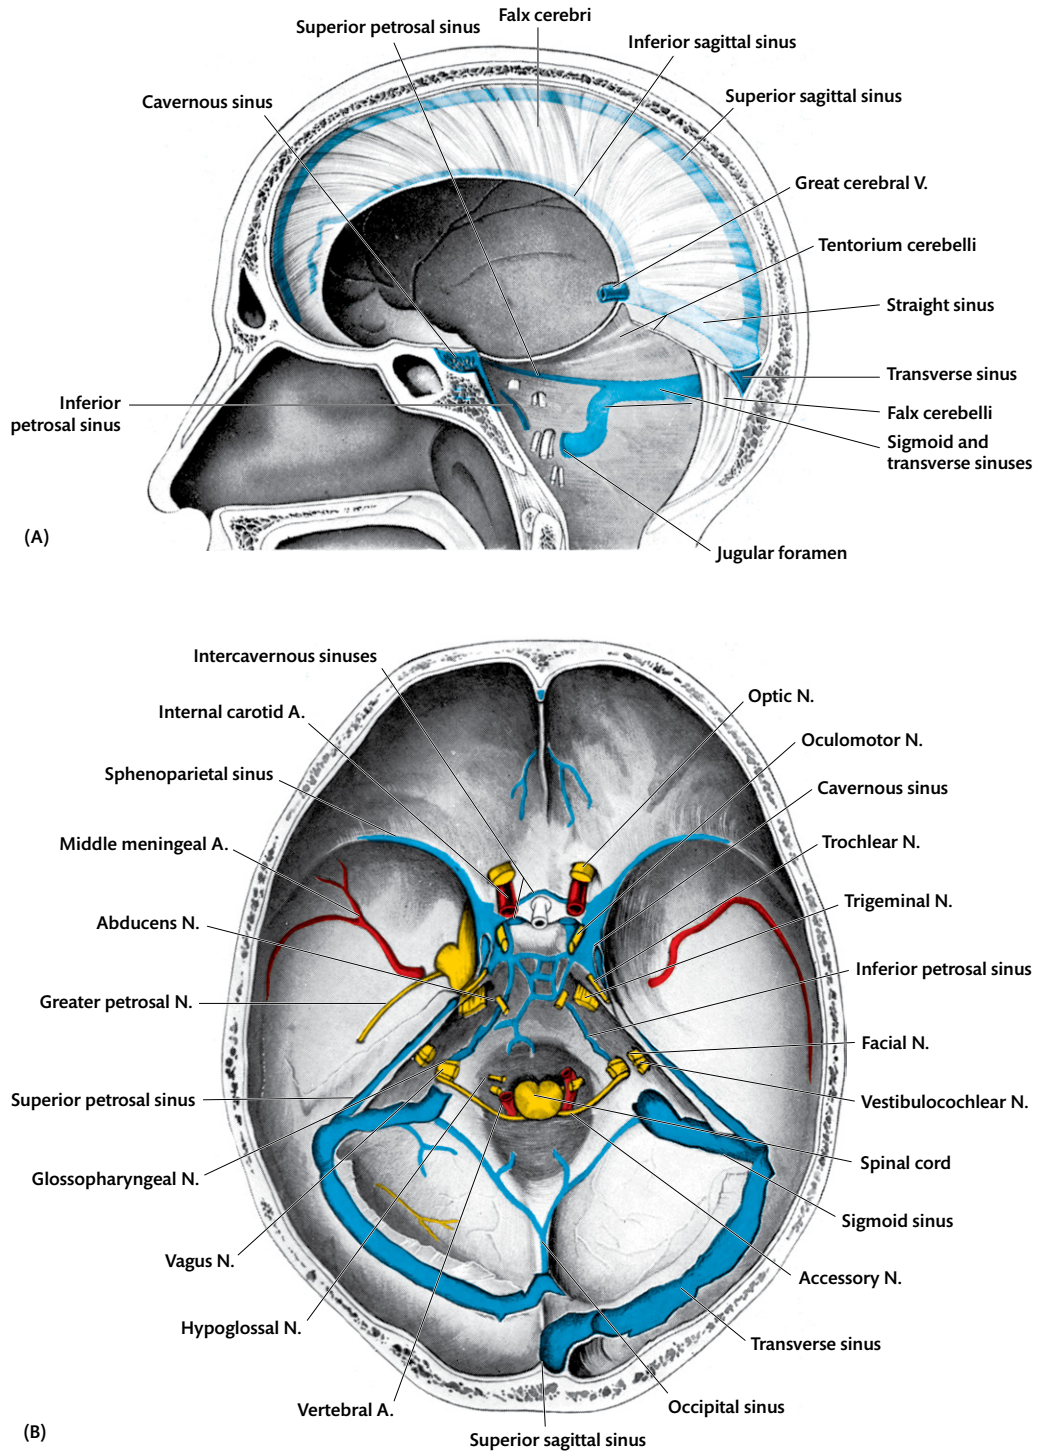 Falx cerebri
Superior petrosal sinus
Inferior sagittal sinus
Cavernous sinus
Superior sagittal sinus
Great cerebral V.
Tentorium cerebelli
Straight sinus
Transverse sinus
Inferior
petrosal sinus
Falx cerebelli
Sigmoid and
transverse sinuses
(A)
Jugular foramen
Intercavernous sinuses
Optic N.
Internal carotid A.
Oculomotor N.
Sphenoparietal sinus
Cavernous sinus
Middle meningeal A.
Trochlear N.
Trigeminal N.
Abducens N.
Inferior petrosal sinus
Greater petrosal N.
Facial N.
Superior petrosal sinus
Vestibulocochlear N.
Spinal cord
Glossopharyngeal N.
Sigmoid sinus
Vagus N.
Accessory N.
Hypoglossal N.
Transverse sinus
Vertebral A.
Occipital sinus
(B)
Superior sagittal sinus